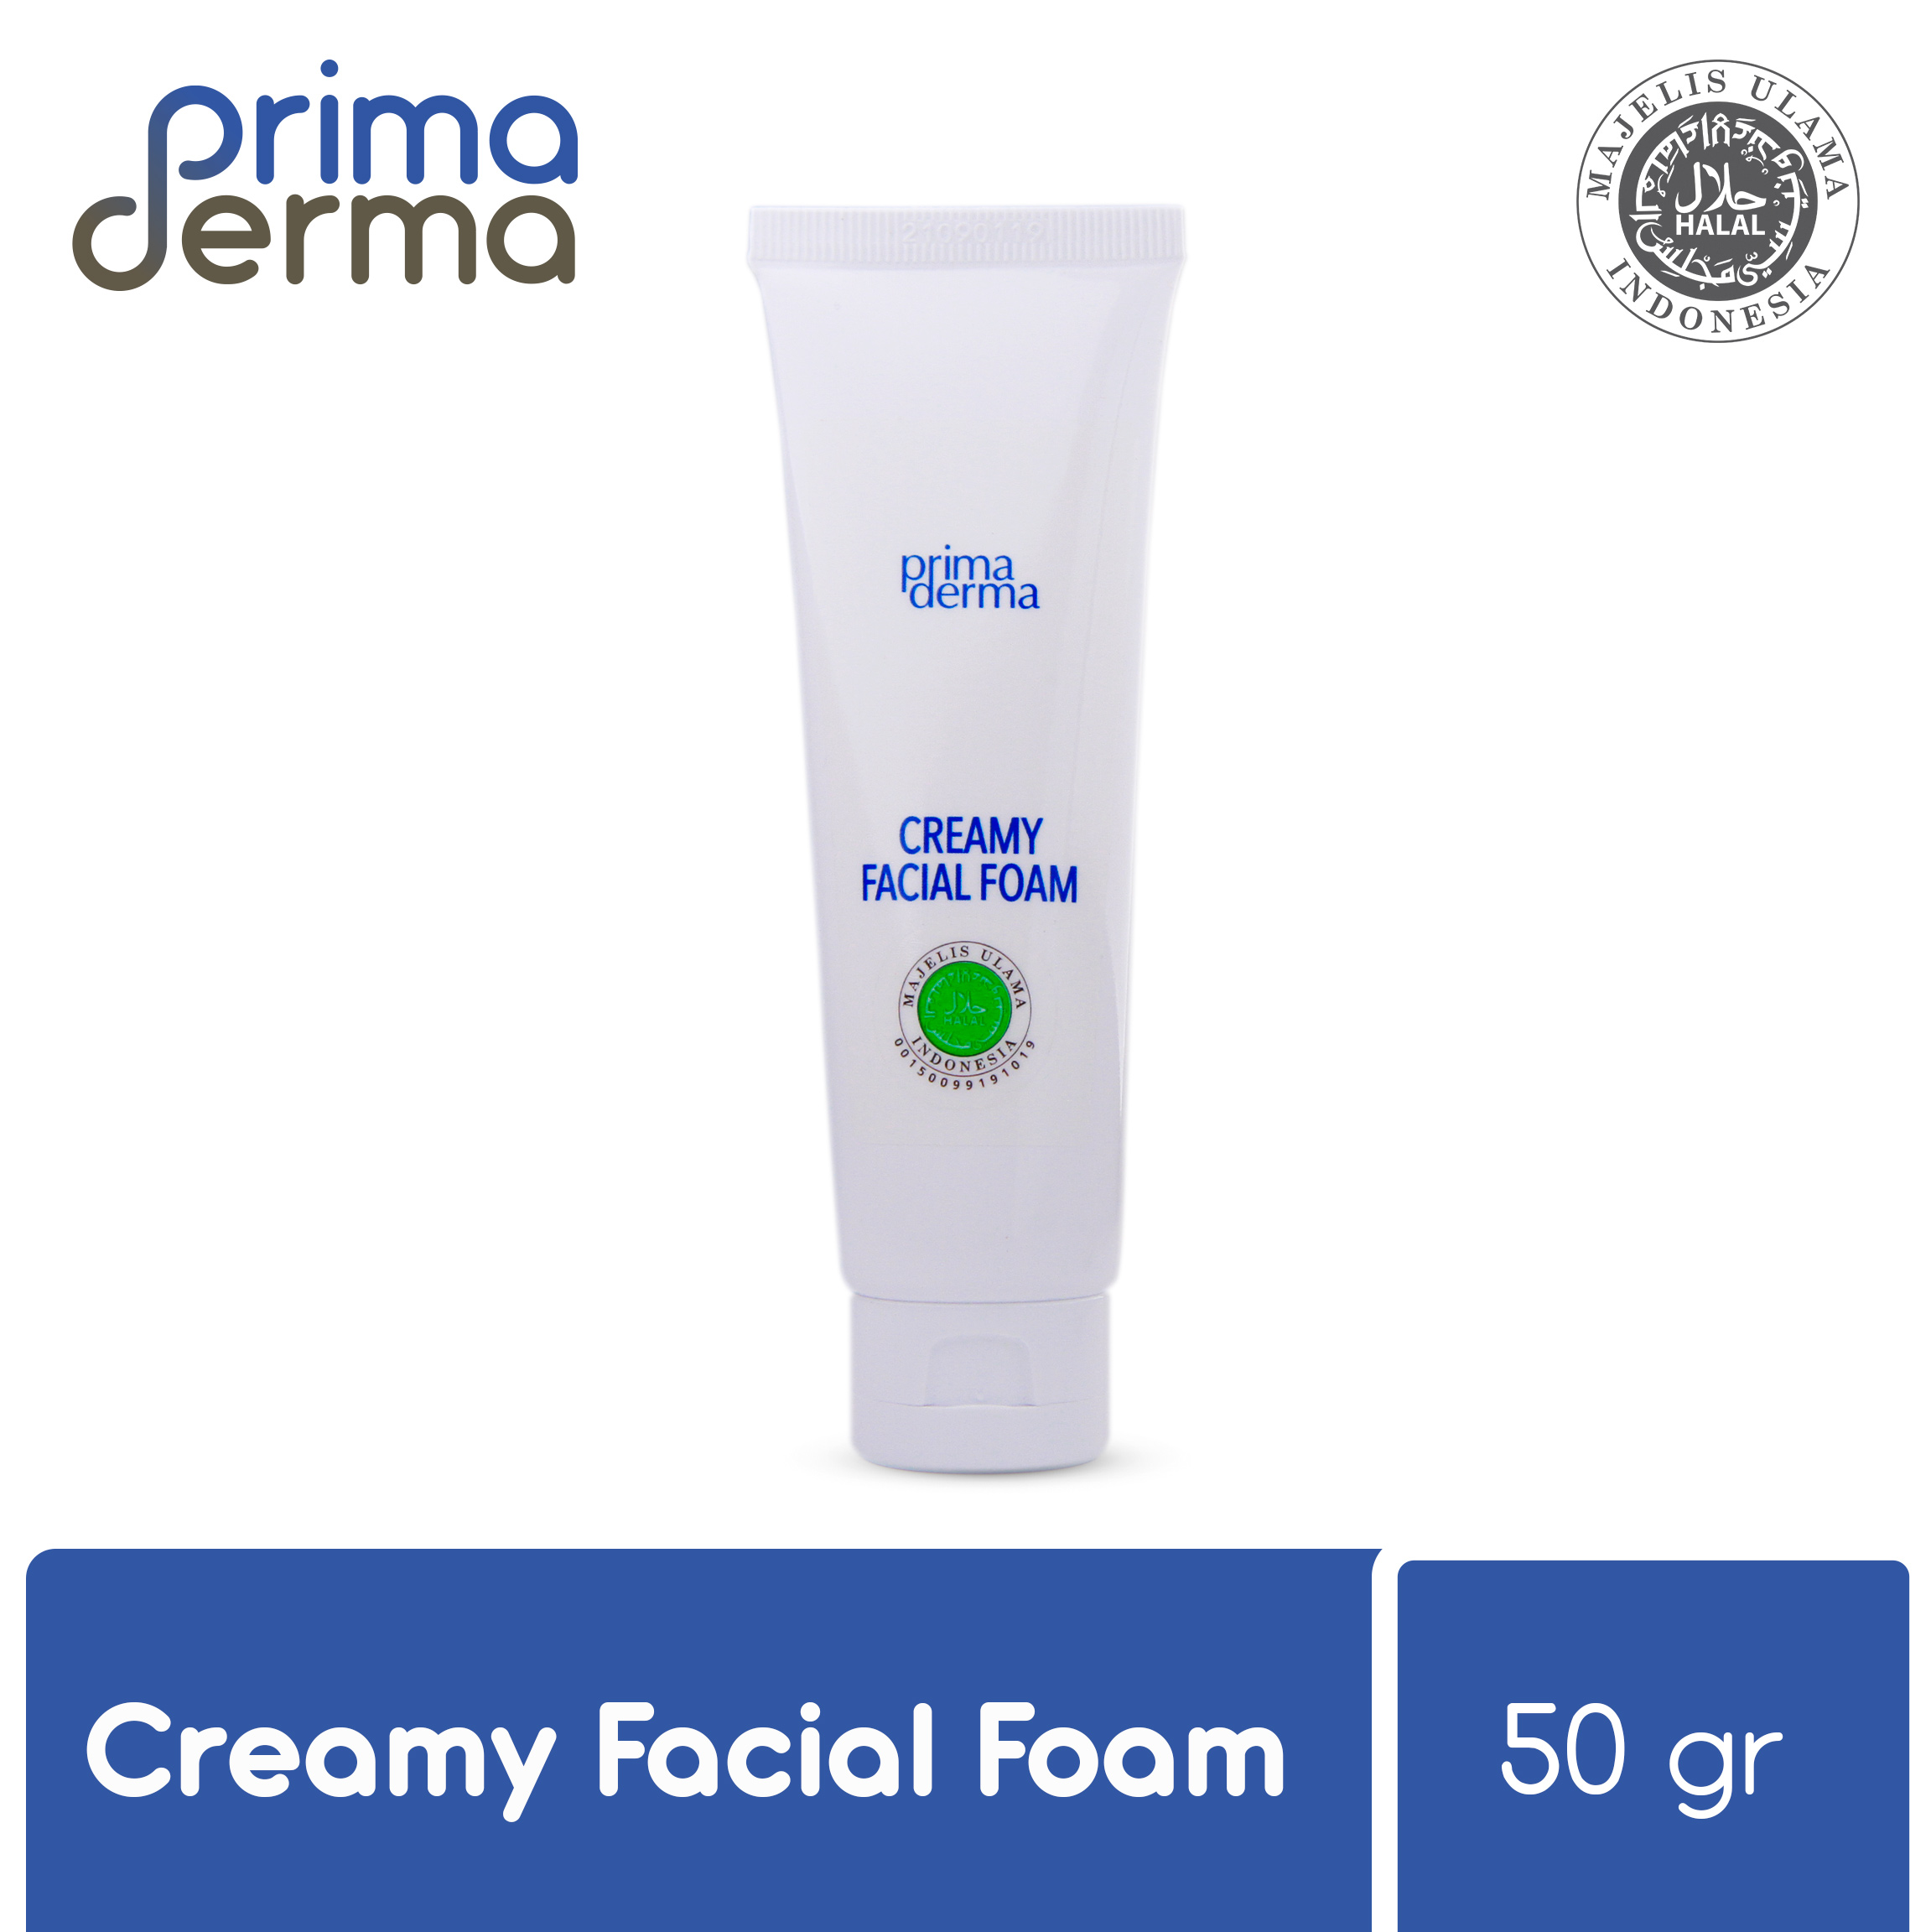 prima
derma
MAJELIS ULAMA
حلال
HALAL
INDONESIA
21090119
prima
derma
CREAMY
FACIAL FOAM
MAJELIS ULAMA
حلال
HALAL
INDONESIA
00150099191019
Creamy Facial Foam
50 gr